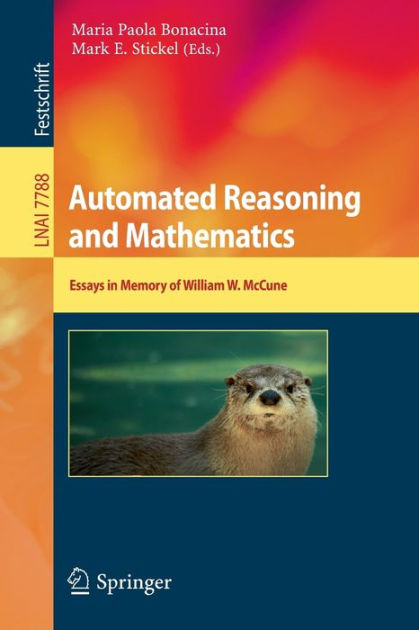 Maria Paola Bonacina
Mark E. Stickel (Eds.)
Festschrift
LNAI 7788
Automated Reasoning
and Mathematics
Essays in Memory of William W. McCune
Springer